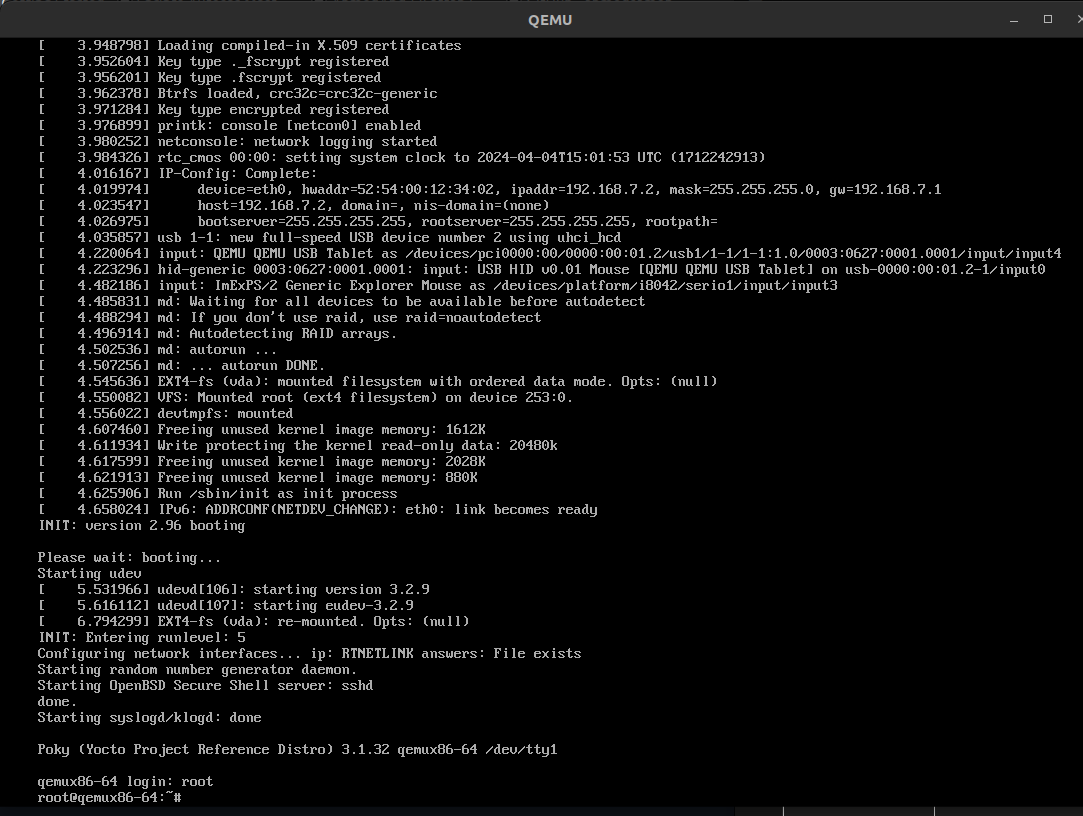 QEMU
[    3.948798] Loading compiled-in X.509 certificates
[    3.952604] Key type ._fscrypt registered
[    3.956201] Key type .fscrypt registered
[    3.962378] Btrfs loaded, crc32c=crc32c-generic
[    3.971284] Key type encrypted registered
[    3.976899] printk: console [netcon0] enabled
[    3.980252] netconsole: network logging started
[    3.984326] rtc_cmos 00:00: setting system clock to 2024-04-04T15:01:53 UTC (1712242913)
[    4.016167] IP-Config: Complete:
[    4.019974]      device=eth0, hwaddr=52:54:00:12:34:02, ipaddr=192.168.7.2, mask=255.255.255.0, gw=192.168.7.1
[    4.023547]      host=192.168.7.2, domain=, nis-domain=(none)
[    4.026975]      bootserver=255.255.255.255, rootserver=255.255.255.255, rootpath=
[    4.035857] usb 1-1: new full-speed USB device number 2 using uhci_hcd
[    4.220064] input: QEMU QEMU USB Tablet as /devices/pci0000:00/0000:00:01.2/usb1/1-1/1-1:1.0/0003:0627:0001.0001/input/input4
[    4.223296] hid-generic 0003:0627:0001.0001: input: USB HID v0.01 Mouse [QEMU QEMU USB Tablet] on usb-0000:00:01.2-1/input0
[    4.482186] input: ImExPS/2 Generic Explorer Mouse as /devices/platform/i8042/serio1/input/input3
[    4.485831] md: Waiting for all devices to be available before autodetect
[    4.488294] md: If you don't use raid, use raid=noautodetect
[    4.496914] md: Autodetecting RAID arrays.
[    4.502536] md: autorun ...
[    4.507256] md: ... autorun DONE.
[    4.545636] EXT4-fs (vda): mounted filesystem with ordered data mode. Opts: (null)
[    4.550082] VFS: Mounted root (ext4 filesystem) on device 253:0.
[    4.556022] devtmpfs: mounted
[    4.607460] Freeing unused kernel image memory: 1612K
[    4.611934] Write protecting the kernel read-only data: 20480k
[    4.617599] Freeing unused kernel image memory: 2028K
[    4.621913] Freeing unused kernel image memory: 880K
[    4.625906] Run /sbin/init as init process
[    4.658024] IPv6: ADDRCONF(NETDEV_CHANGE): eth0: link becomes ready
INIT: version 2.96 booting
Please wait: booting...
Starting udev
[    5.531966] udevd[106]: starting version 3.2.9
[    5.616112] udevd[107]: starting eudev-3.2.9
[    6.794299] EXT4-fs (vda): re-mounted. Opts: (null)
INIT: Entering runlevel: 5
Configuring network interfaces... ip: RTNETLINK answers: File exists
Starting random number generator daemon.
Starting OpenBSD Secure Shell server: sshd
done.
Starting syslogd/klogd: done
Poky (Yocto Project Reference Distro) 3.1.32 qemux86-64 /dev/tty1
qemux86-64 login: root
root@qemux86-64:~#